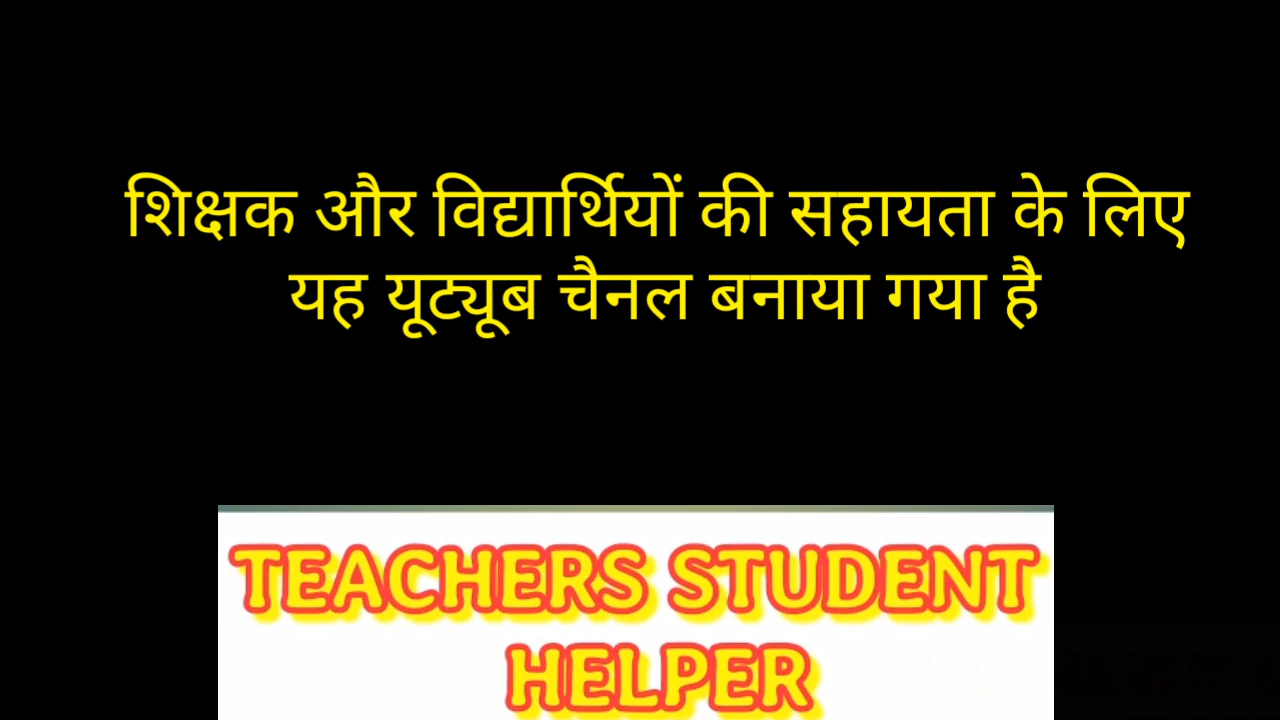 शिक्षक और विद्यार्थियों की सहायता के लिए
यह यूट्यूब चैनल बनाया गया है
TEACHERS STUDENT
HELPER